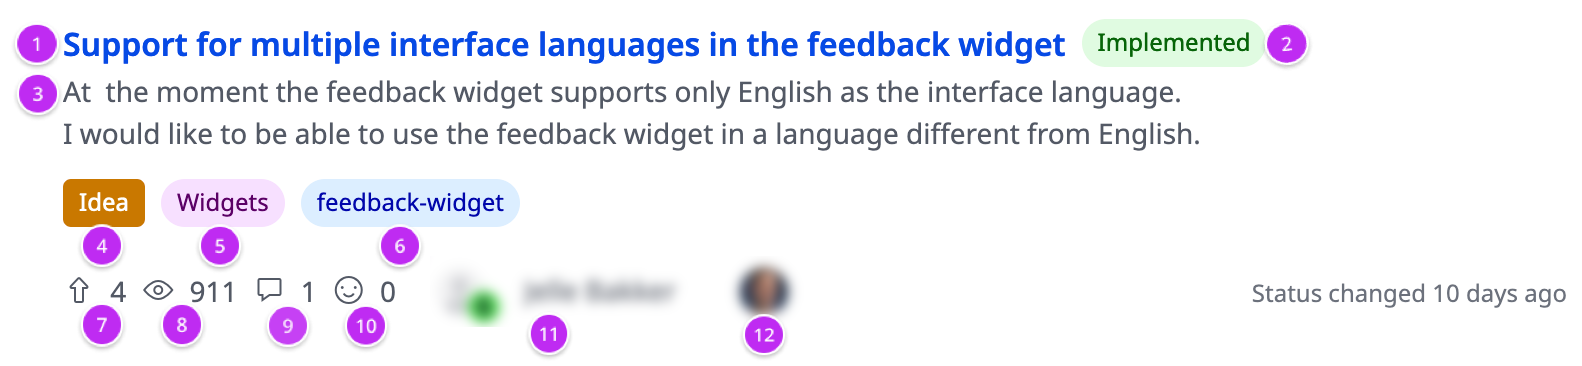 1 Support for multiple interface languages in the feedback widget Implemented 2
3 At the moment the feedback widget supports only English as the interface language.
I would like to be able to use the feedback widget in a language different from English.
Idea Widgets feedback-widget
4 5 6
4 911 1 0 Status changed 10 days ago
7 8 9 10 11 12